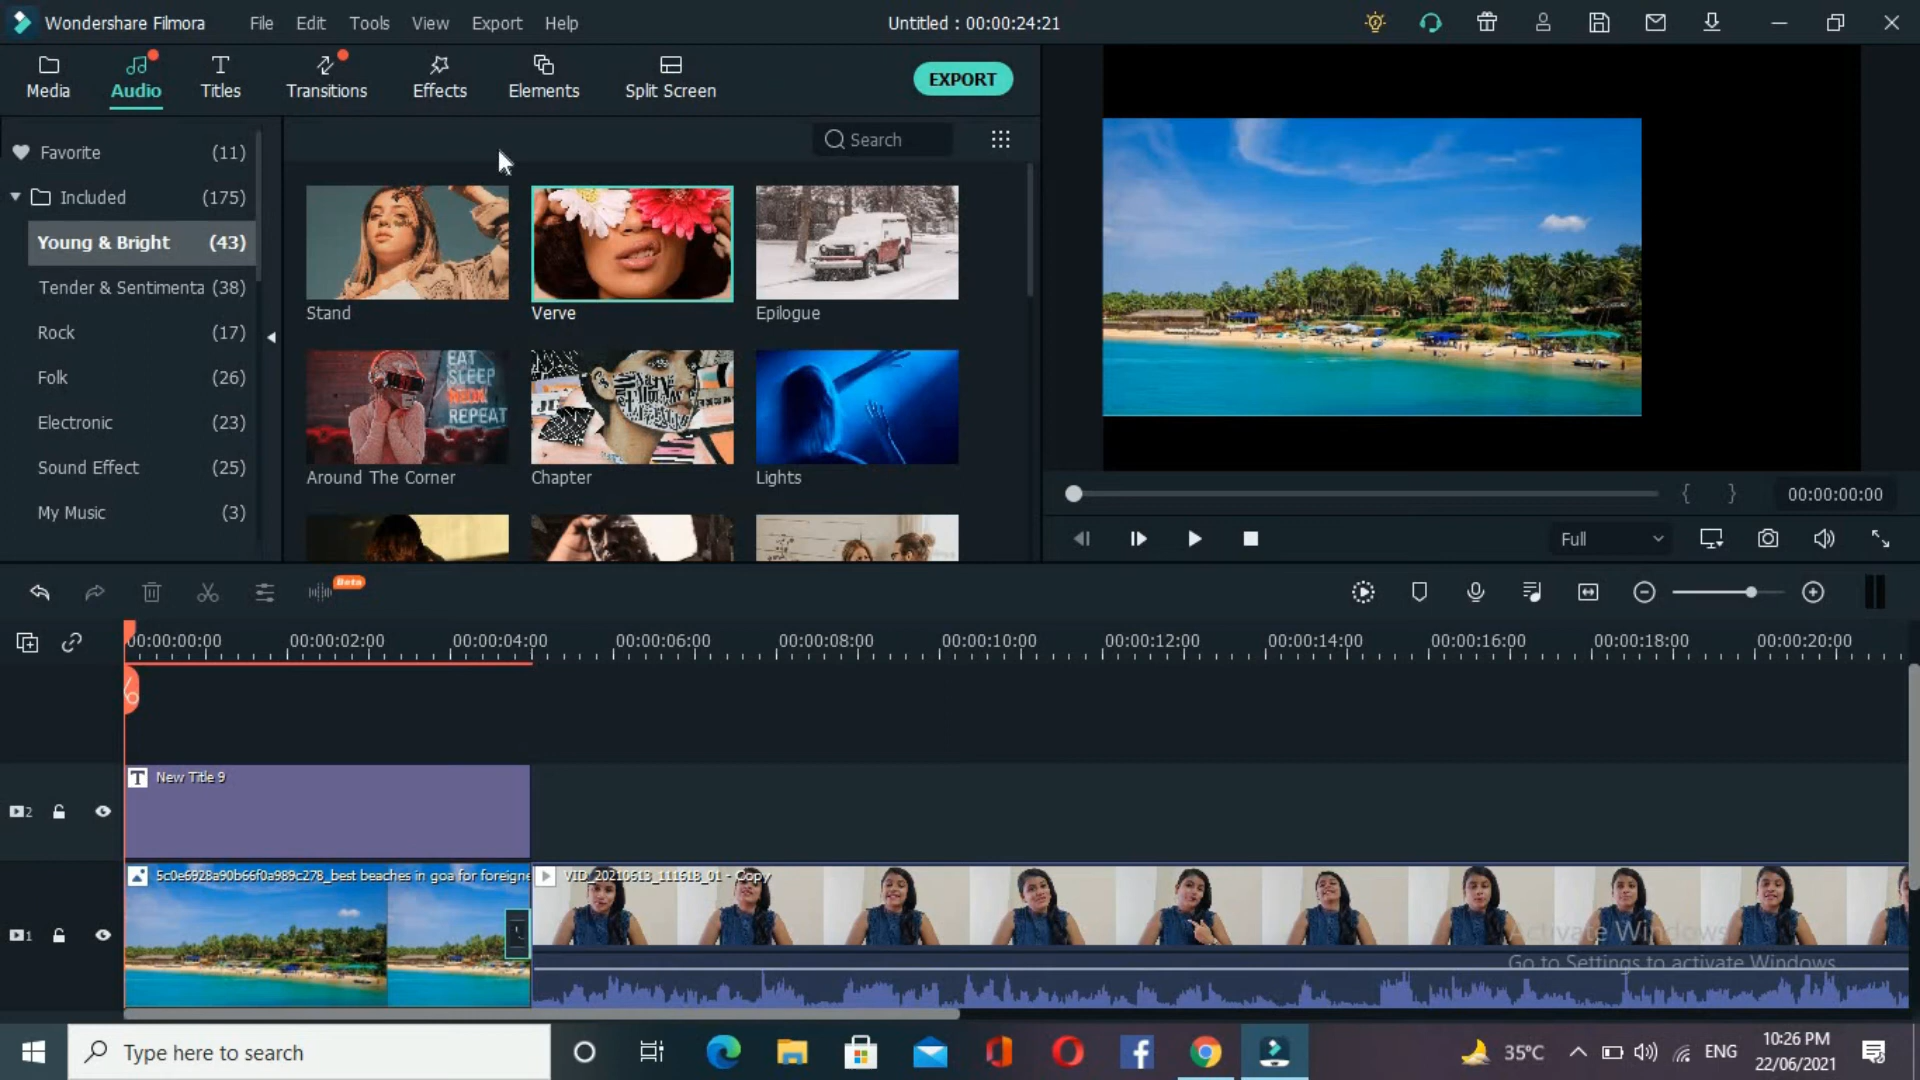 Wondershare Filmora File Edit Tools View Export Help Untitled : 00:00:24:21
Media Audio Titles Transitions Effects Elements Split Screen EXPORT
Favorite (11)
Search
Included (175)
Young & Bright (43)
Tender & Sentimenta (38)
Rock (17)
Folk (26)
Electronic (23)
Sound Effect (25)
My Music (3)
Stand Verve Epilogue
EAT
SLEEP
NEON
REPEAT
Around The Corner Chapter Lights
00:00:00:00
Full
Beta
00:00:00:00 00:00:02:00 00:00:04:00 00:00:06:00 00:00:08:00 00:00:10:00 00:00:12:00 00:00:14:00 00:00:16:00 00:00:18:00 00:00:20:00
T New Title 9
2
5c0e6928a90b66f0a989c278_best beaches in goa for foreigne VID_20210613_111618_01 - Copy
1
Activate Windows
Go to Settings to activate Windows.
Type here to search
35°C ENG 10:26 PM
22/06/2021